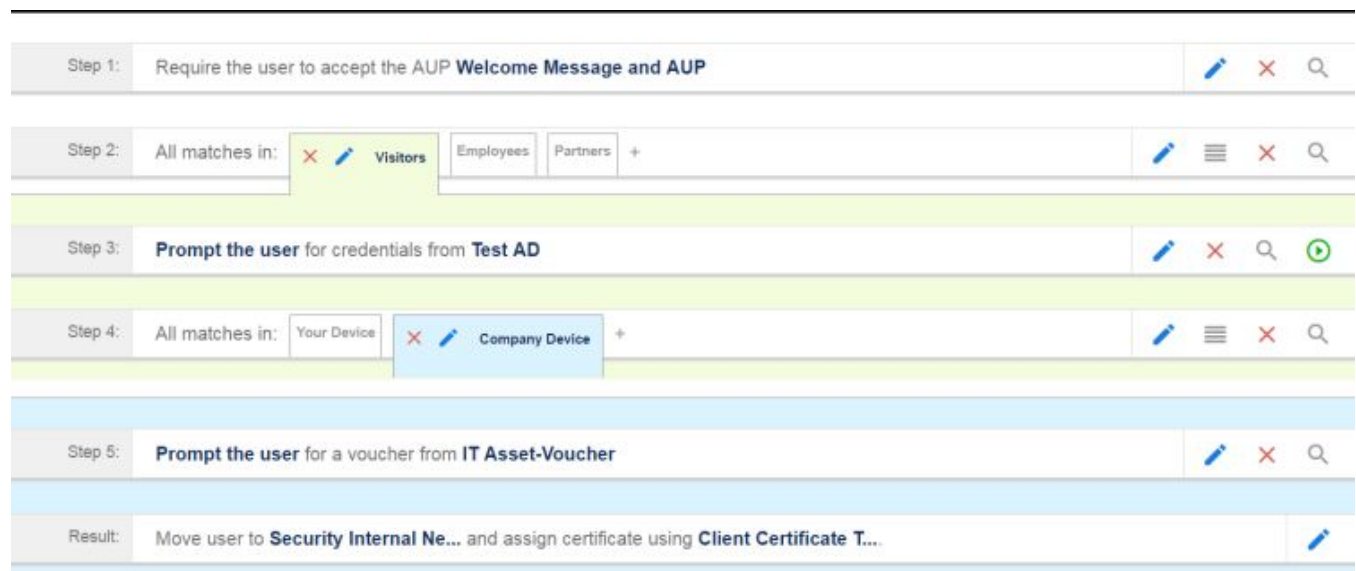 Step 1: Require the user to accept the AUP Welcome Message and AUP
Step 2: All matches in: Visitors Employees Partners +
Step 3: Prompt the user for credentials from Test AD
Step 4: All matches in: Your Device Company Device +
Step 5: Prompt the user for a voucher from IT Asset-Voucher
Result: Move user to Security Internal Ne... and assign certificate using Client Certificate T....